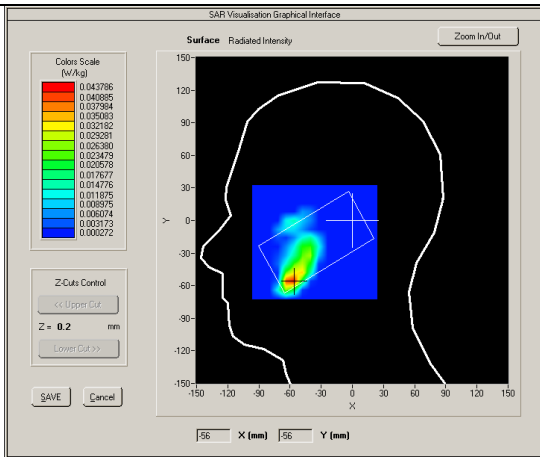 SAR Visualisation Graphical Interface
Surface Radiated Intensity
Zoom In/Out
Colors Scale
(W/kg)
0.043786
0.040885
0.037984
0.035083
0.032182
0.029281
0.026380
0.023479
0.020578
0.017677
0.014776
0.011875
0.008975
0.006074
0.003173
0.000272
Z-Cuts Control
<< Upper Cut
Z = 0.2 mm
Lower Cut >>
SAVE Cancel
150
120
90
60
30
0
-30
-60
-90
-120
-150
Y
-150 -120 -90 -60 -30 0 30 60 90 120 150
X
-56 X (mm) -56 Y (mm)